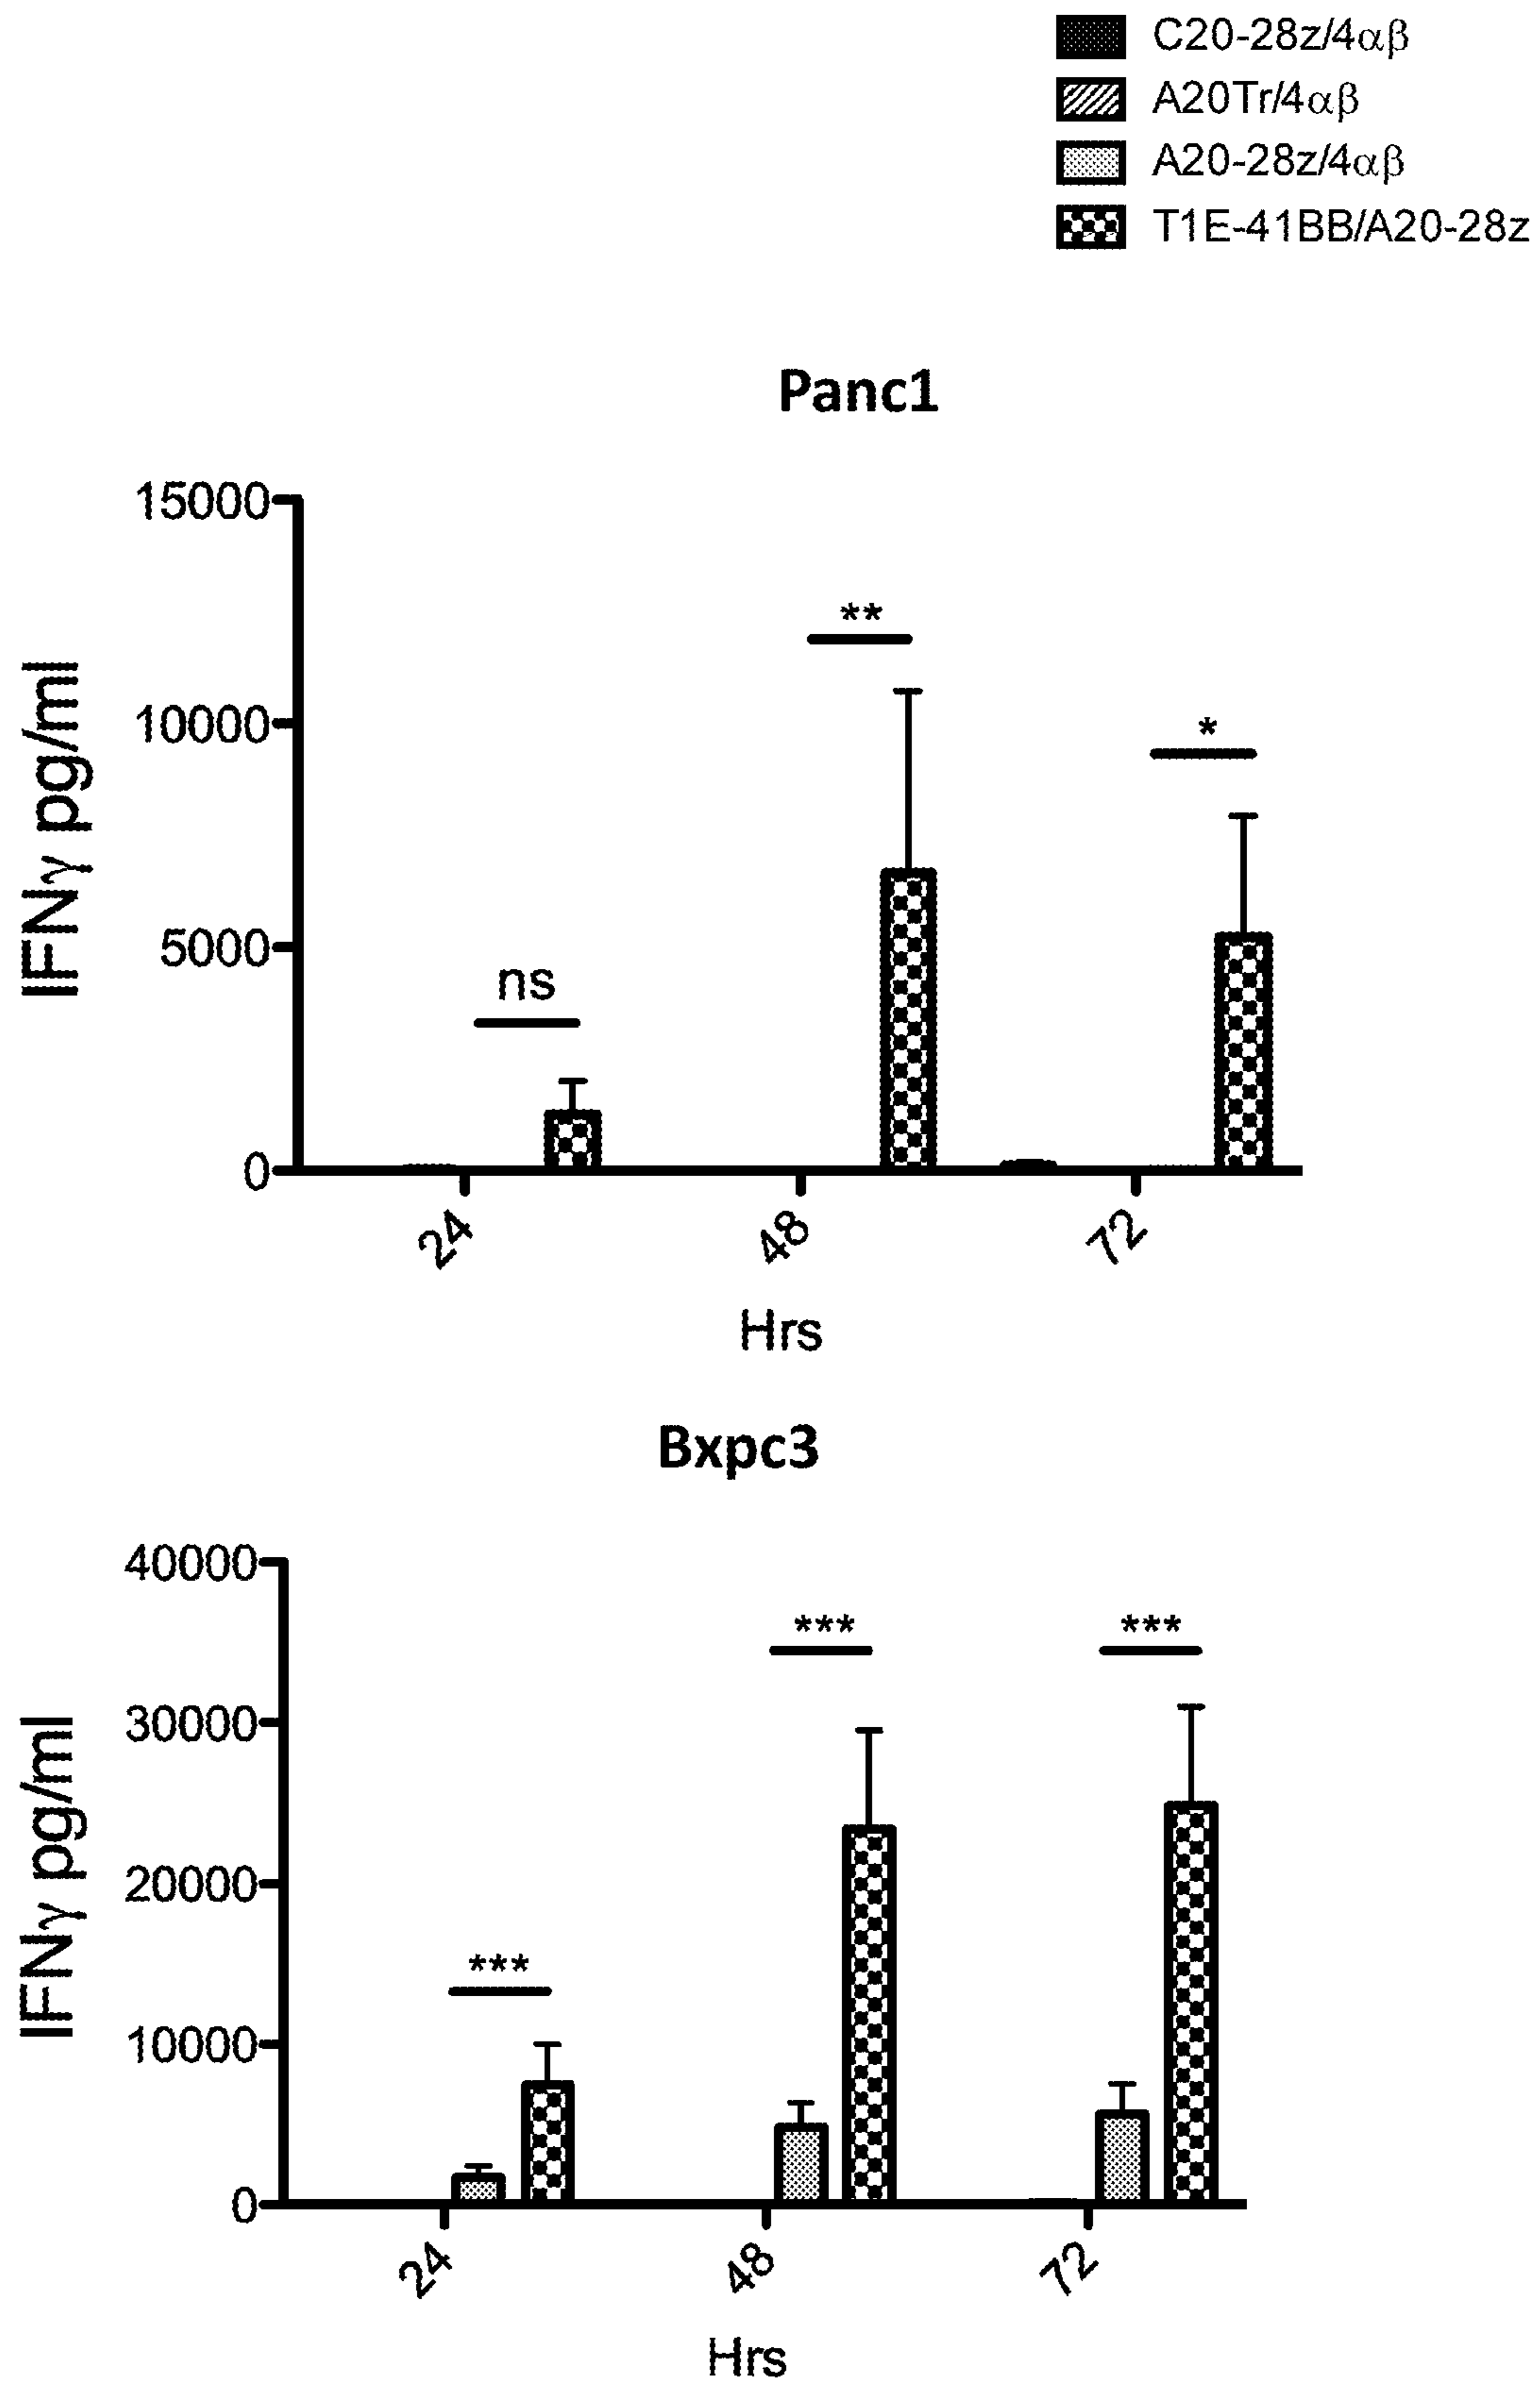 C20-28z/4αβ
A20Tr/4αβ
A20-28z/4αβ
T1E-41BB/A20-28z
Panc1
IFNγ pg/ml
15000
10000
5000
0
ns
**
*
24
48
72
Hrs
Bxpc3
IFNγ pg/ml
40000
30000
20000
10000
0
***
***
***
24
48
72
Hrs